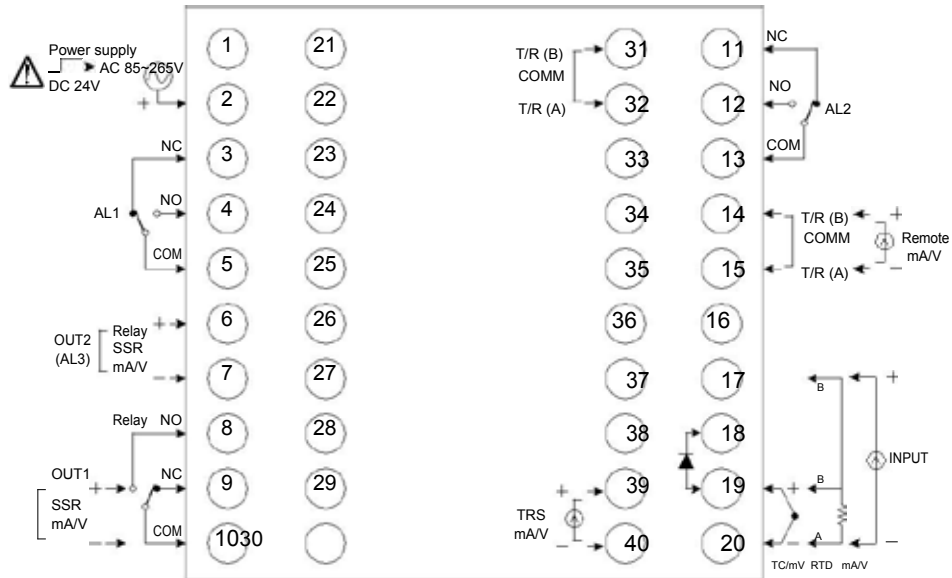 Power supply
AC 85~265V
DC 24V
+
1 21
2 22
NC 3 23
AL1 NO 4 24
COM 5 25
OUT2 (AL3) Relay SSR mA/V + − 6 26
7 27
Relay NO 8 28
OUT1 + NC 9 29
SSR mA/V − COM 1030
T/R (B) 31
COMM
T/R (A) 32
33
34
35
36
37
38
TRS mA/V + 39
− 40
11 NC
12 NO AL2
13 COM
14 T/R (B) +
COMM Remote mA/V
15 T/R (A) −
16
17 B +
18
INPUT
19 + B
20 − A −
TC/mV RTD mA/V